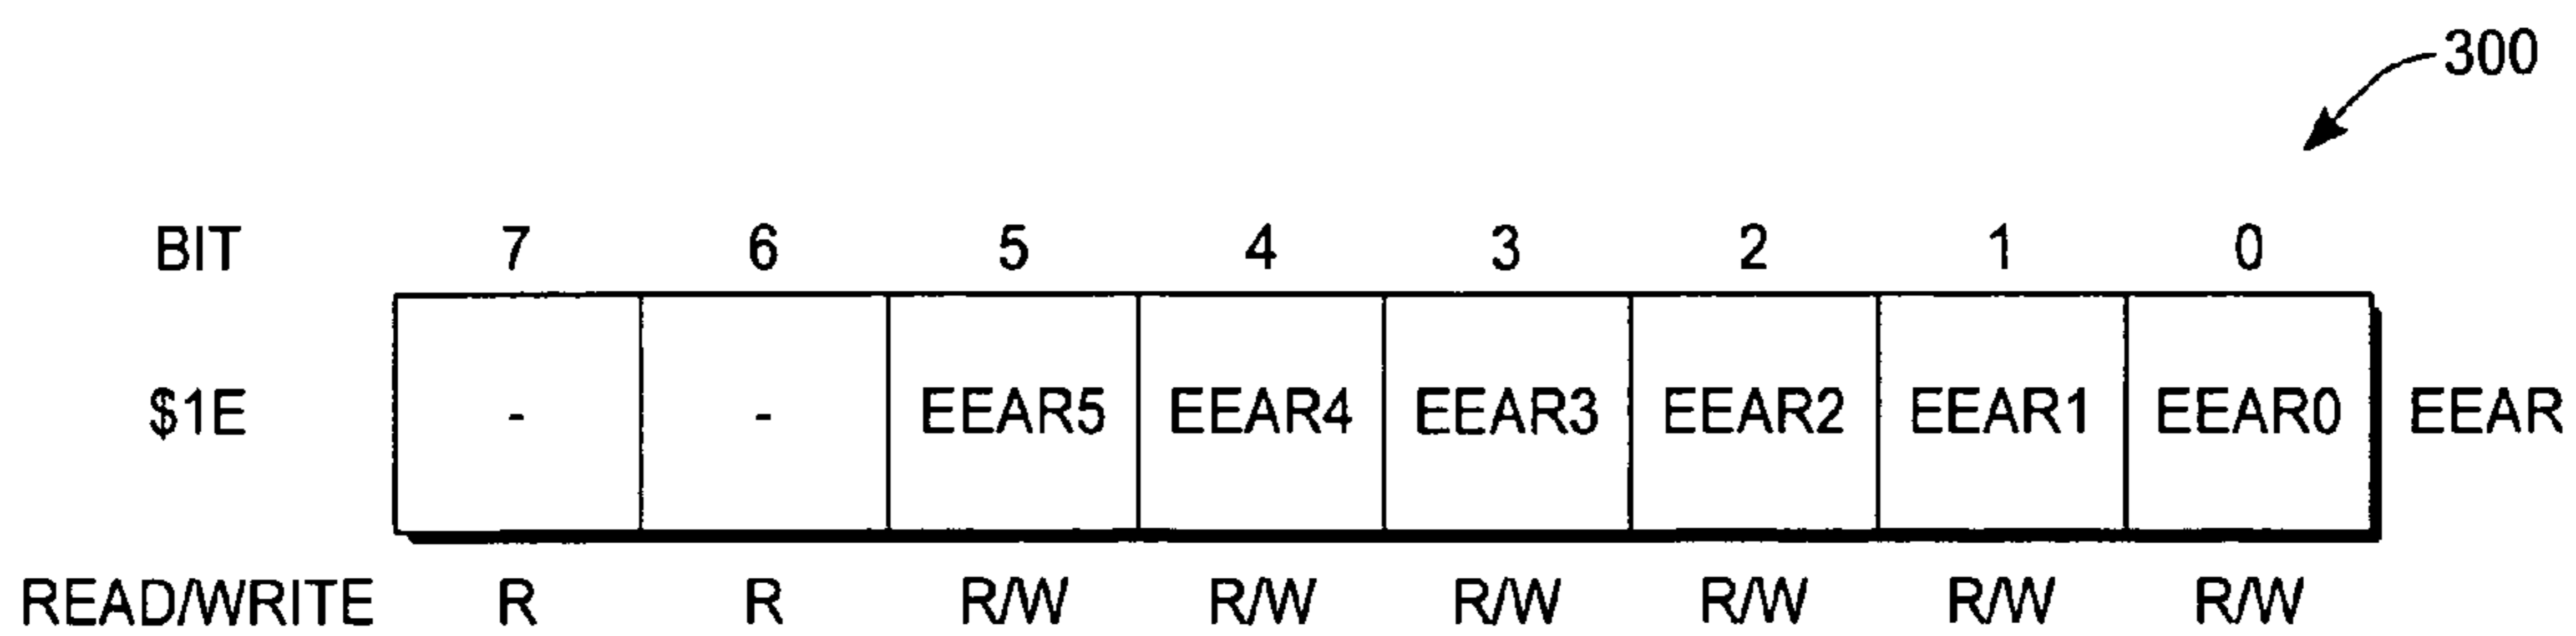 300
BIT 7 6 5 4 3 2 1 0
$1E - - EEAR5 EEAR4 EEAR3 EEAR2 EEAR1 EEAR0 EEAR
READ/WRITE R R R/W R/W R/W R/W R/W R/W